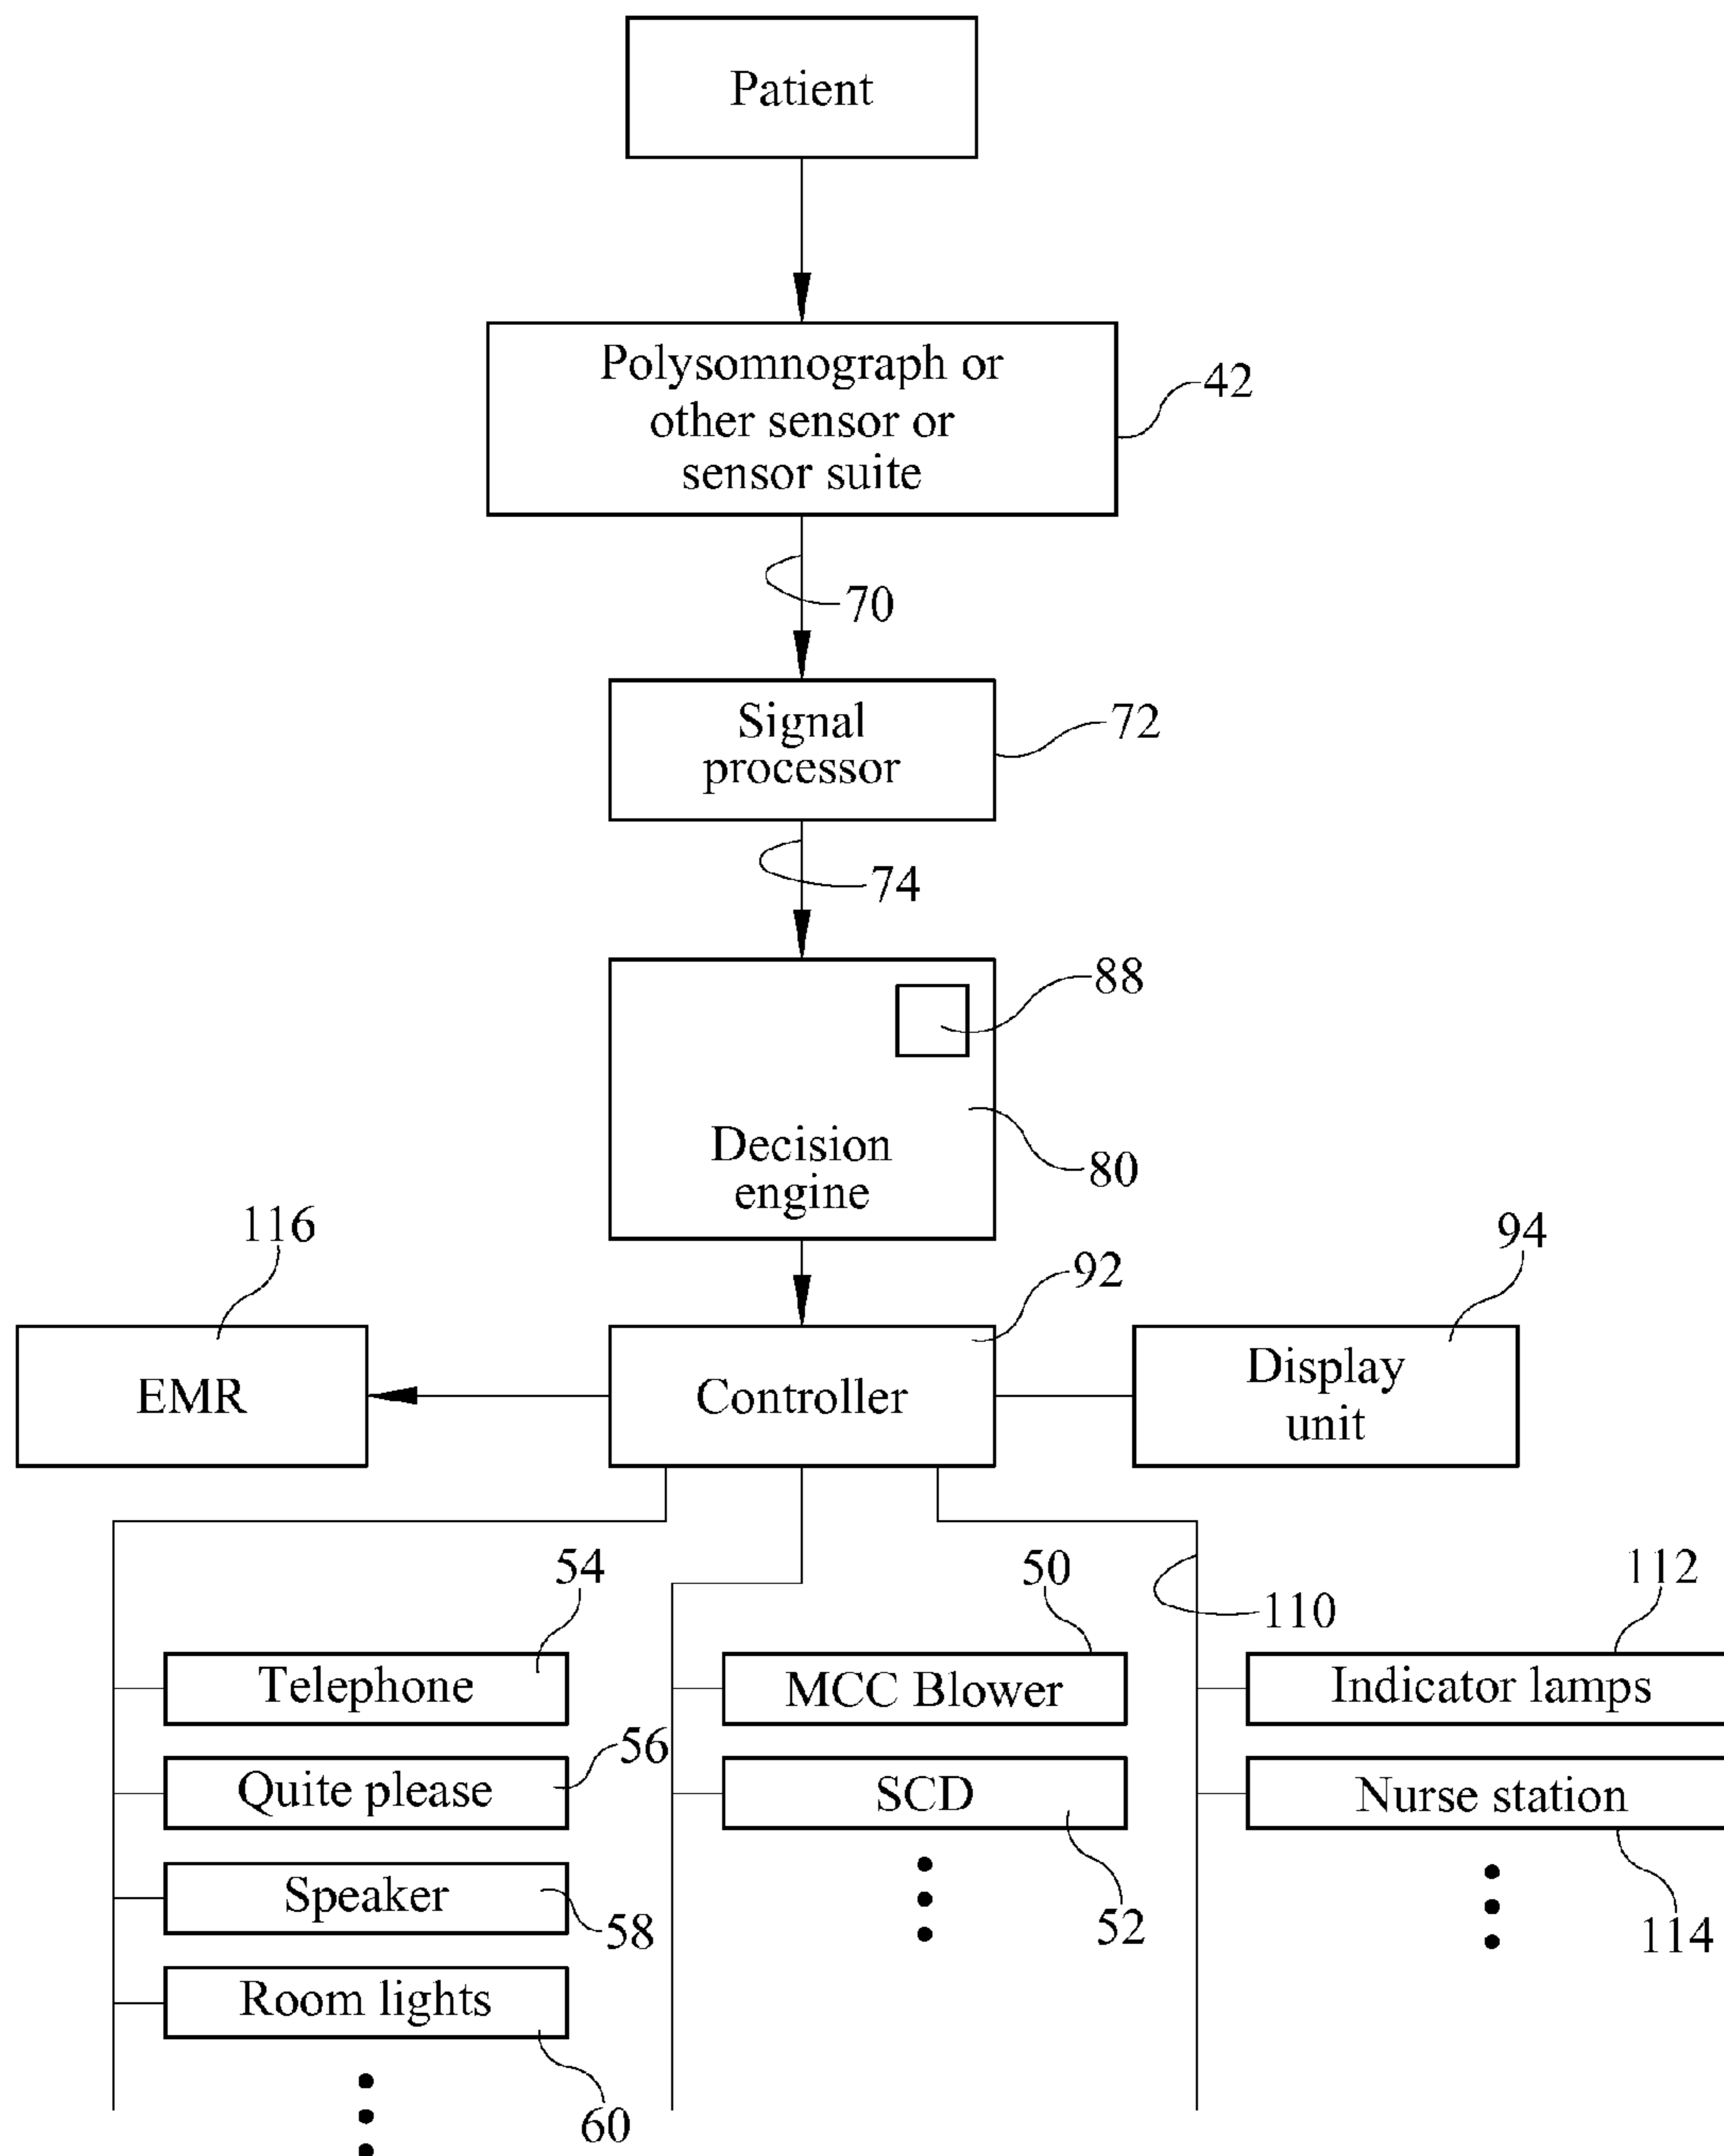 Patient
Polysomnograph or
other sensor or
sensor suite
42
70
Signal
processor
72
74
88
Decision
engine
80
116
92
94
EMR
Controller
Display
unit
54
50
112
110
Telephone
MCC Blower
Indicator lamps
56
Quite please
SCD
Nurse station
Speaker
58
52
114
Room lights
60